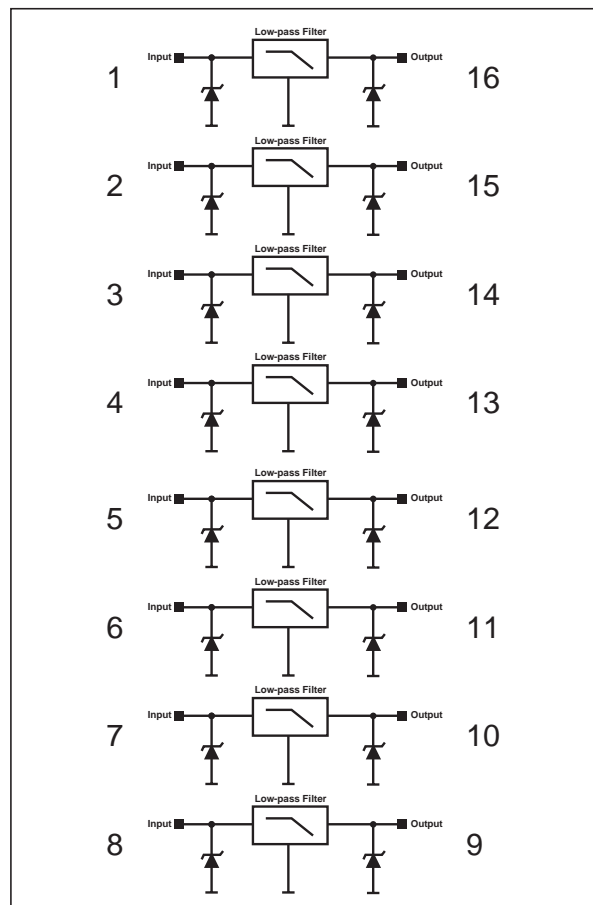 Low-pass Filter
Input Output
1 16
Low-pass Filter
Input Output
2 15
Low-pass Filter
Input Output
3 14
Low-pass Filter
Input Output
4 13
Low-pass Filter
Input Output
5 12
Low-pass Filter
Input Output
6 11
Low-pass Filter
Input Output
7 10
Low-pass Filter
Input Output
8 9